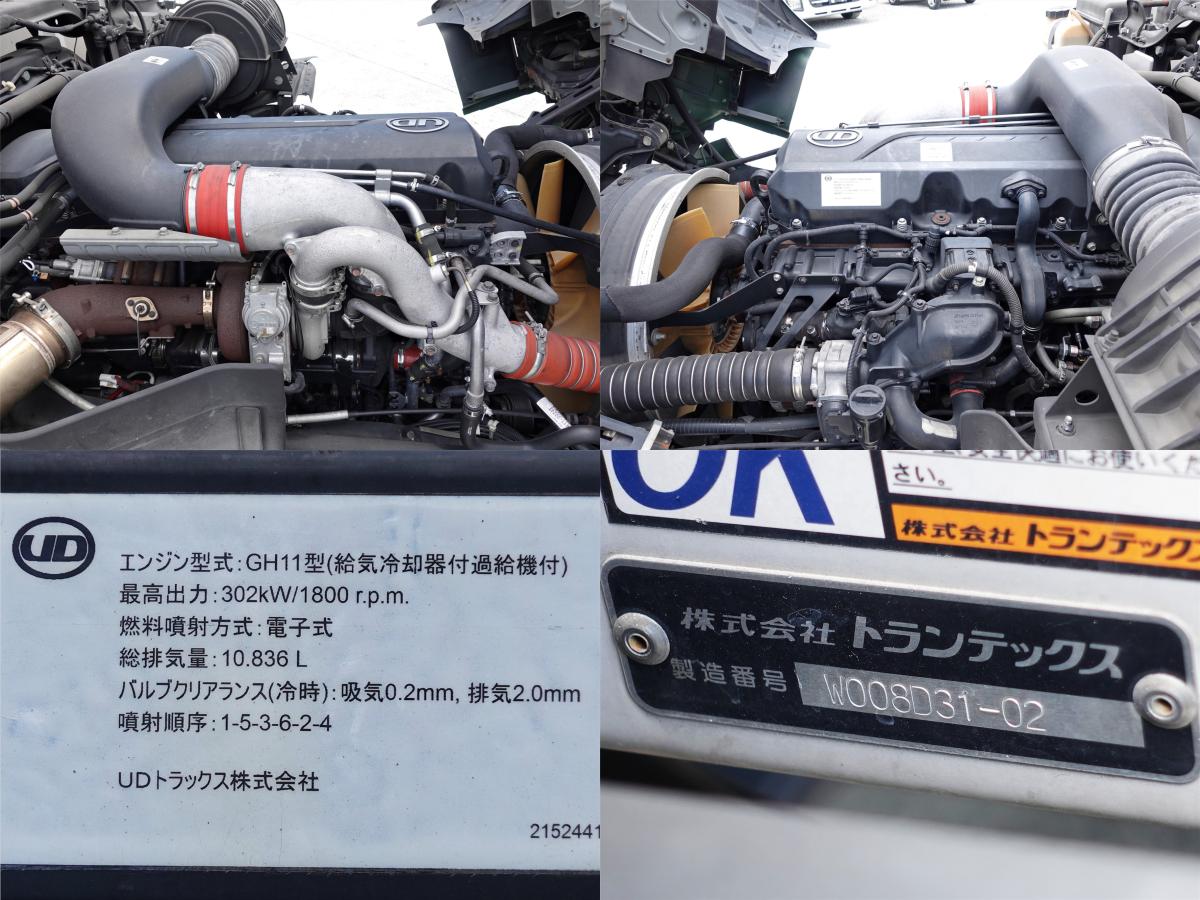 UD
UD
UD
エンジン型式:GH11型(給気冷却器付過給機付)
最高出力:302kW/1800 r.p.m.
燃料噴射方式:電子式
総排気量:10.836 L
バルブクリアランス(冷時):吸気0.2mm, 排気2.0mm
噴射順序:1-5-3-6-2-4
UDトラックス株式会社
2152441
OK
お使いくだ
さい。
株式会社 トランテックス
株式会社 トランテックス
製造番号 W008D31-02